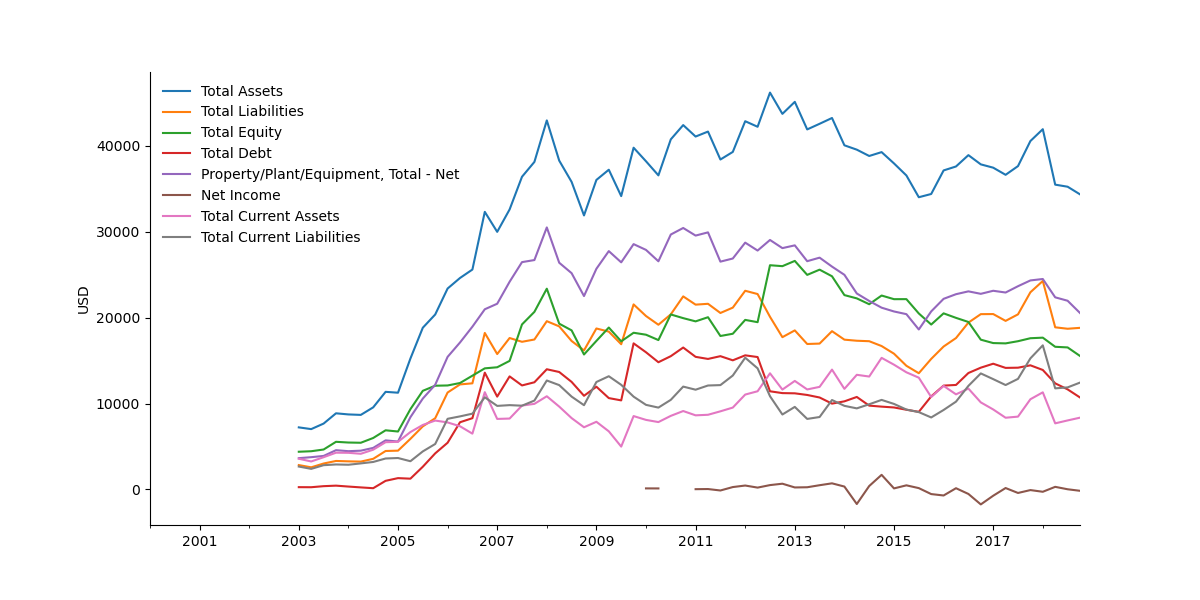 Total Assets
Total Liabilities
Total Equity
Total Debt
Property/Plant/Equipment, Total - Net
Net Income
Total Current Assets
Total Current Liabilities
USD
40000
30000
20000
10000
0
2001 2003 2005 2007 2009 2011 2013 2015 2017